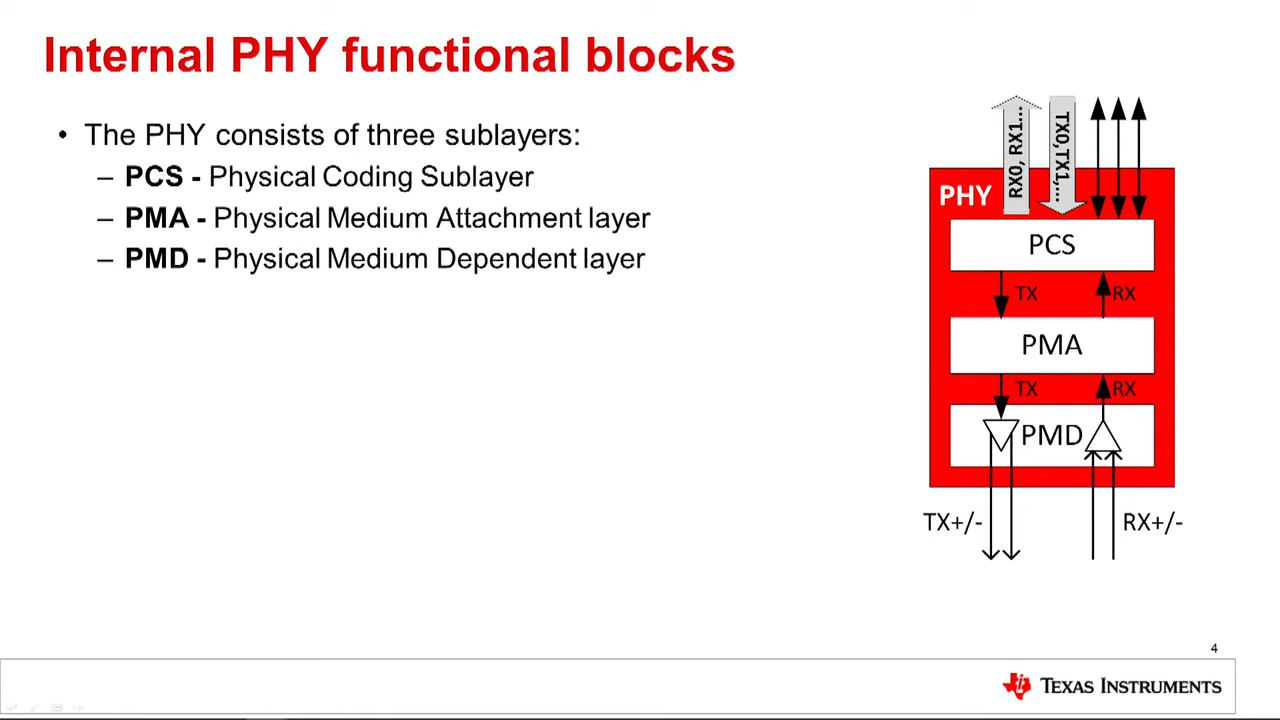 Internal PHY functional blocks
• The PHY consists of three sublayers:
– PCS - Physical Coding Sublayer
– PMA - Physical Medium Attachment layer
– PMD - Physical Medium Dependent layer
RX0, RX1...
TX0,TX1,...
PHY
PCS
TX RX
PMA
TX RX
PMD
TX+/- RX+/-
4
TEXAS INSTRUMENTS